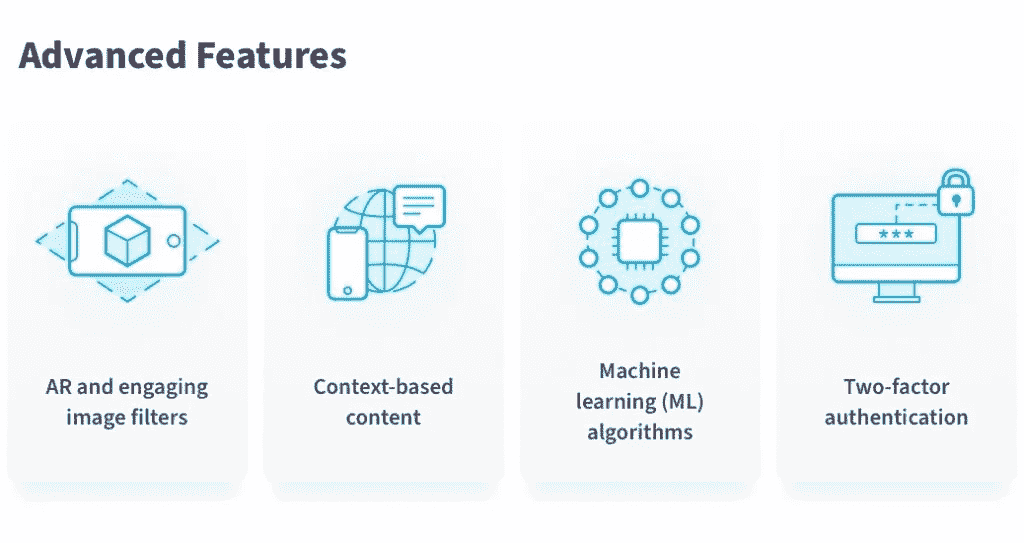 Advanced Features
AR and engaging
image filters
Context-based
content
Machine
learning (ML)
algorithms
Two-factor
authentication
***